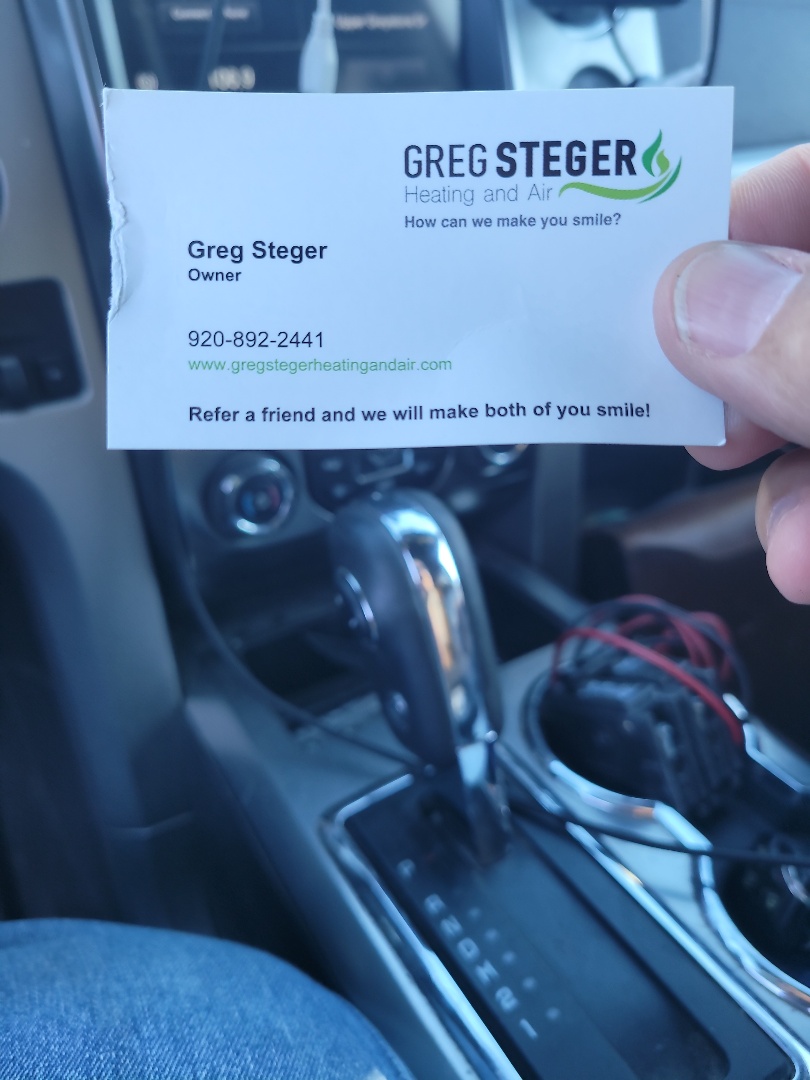 GREG STEGER
Heating and Air
How can we make you smile?
Greg Steger
Owner
920-892-2441
www.gregstegerheatingandair.com
Refer a friend and we will make both of you smile!